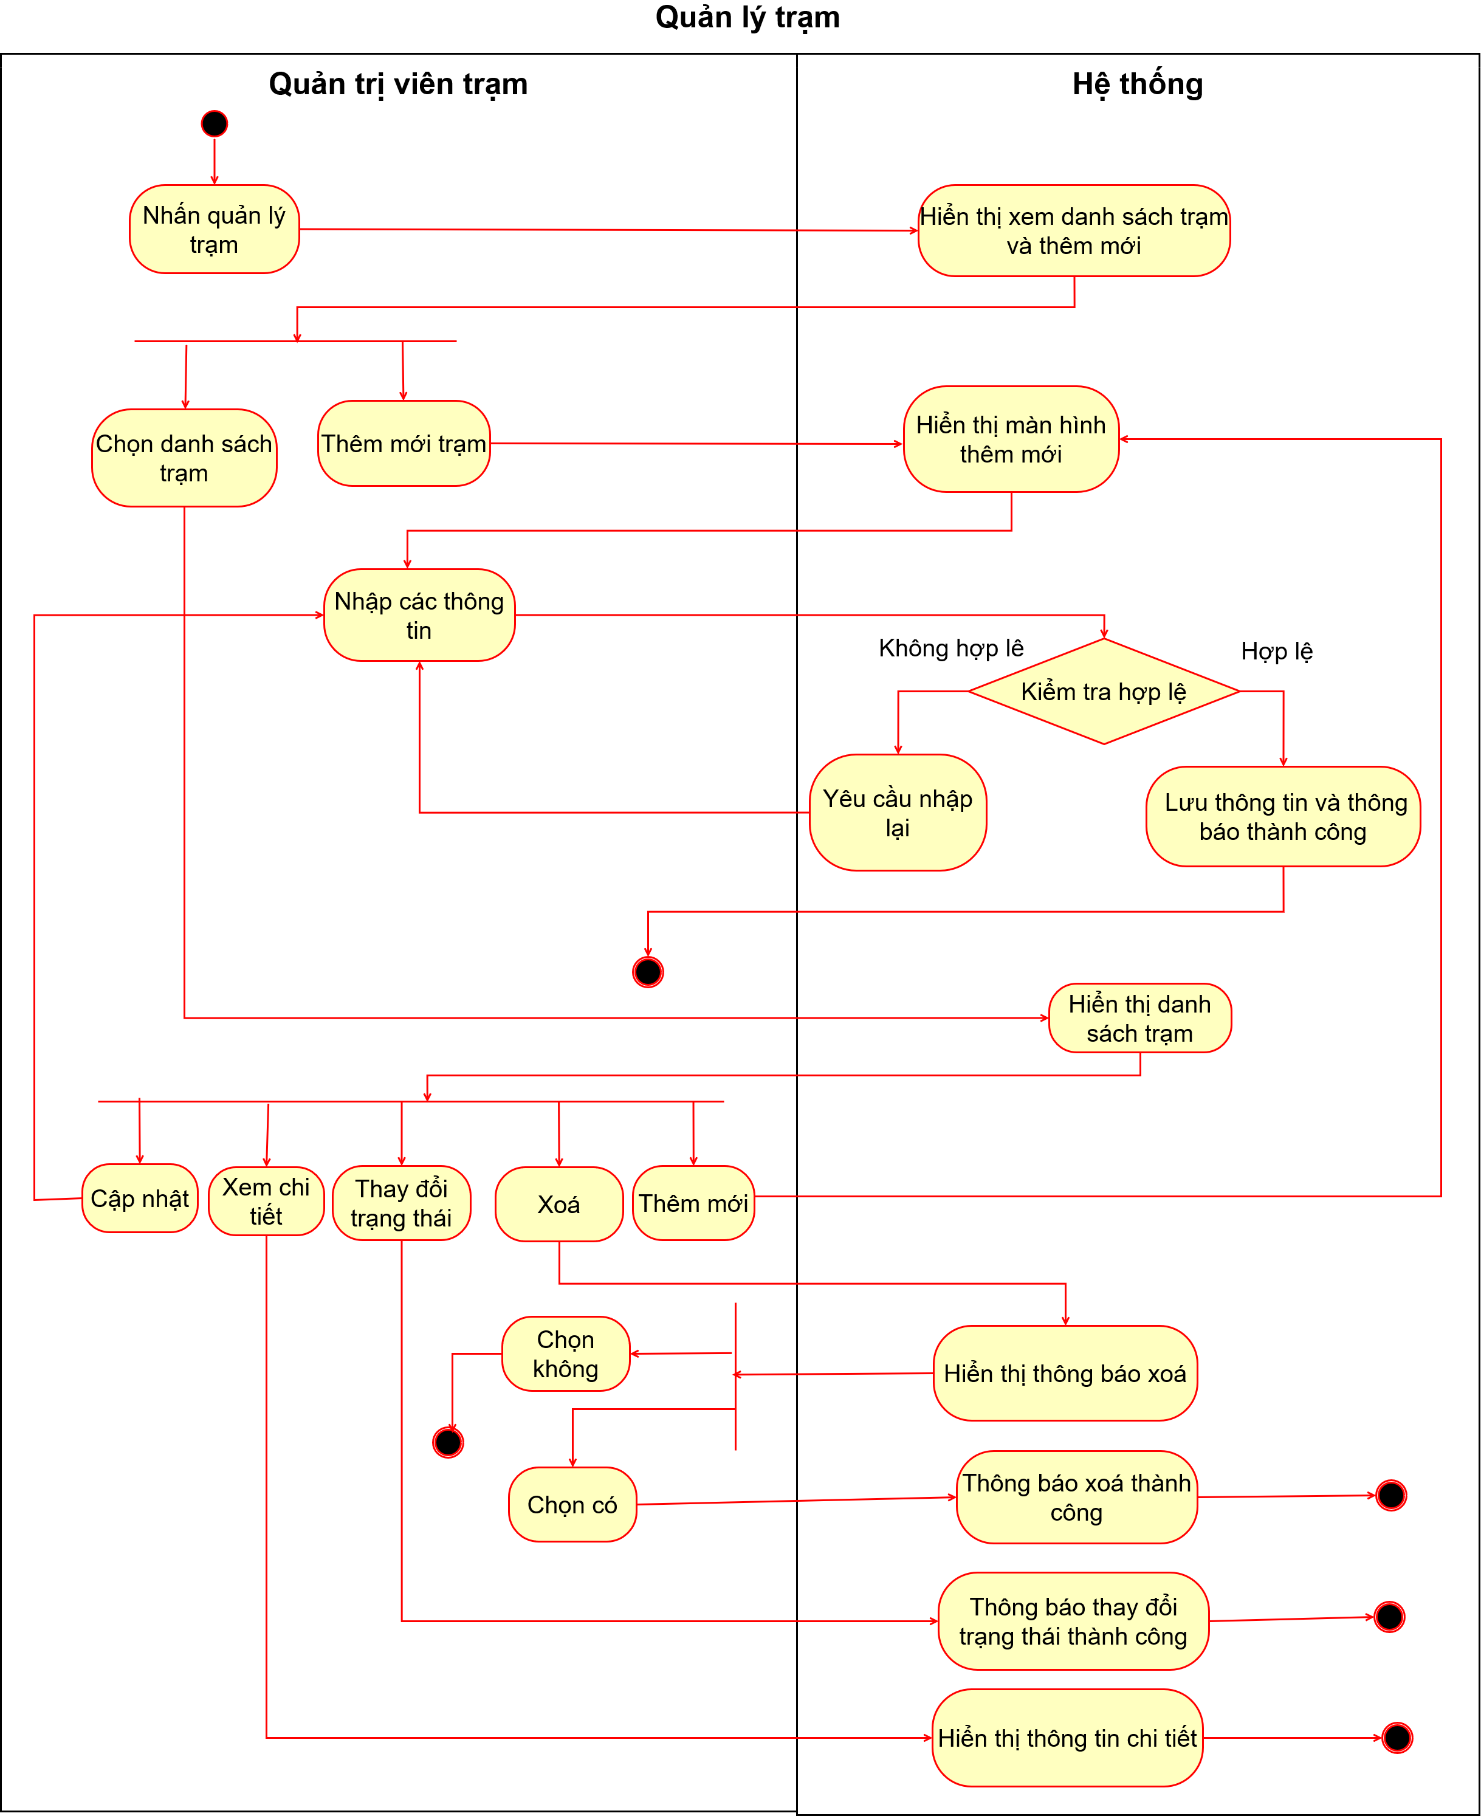 Quản lý trạm
Quản trị viên trạm
Hệ thống
Nhấn quản lý
trạm
Hiển thị xem danh sách trạm
và thêm mới
Chọn danh sách
trạm
Thêm mới trạm
Hiển thị màn hình
thêm mới
Nhập các thông
tin
Không hợp lê
Hợp lệ
Kiểm tra hợp lệ
Yêu cầu nhập
lại
Lưu thông tin và thông
báo thành công
Hiển thị danh
sách trạm
Cập nhật
Xem chi
tiết
Thay đổi
trạng thái
Xoá
Thêm mới
Chọn
không
Hiển thị thông báo xoá
Chọn có
Thông báo xoá thành
công
Thông báo thay đổi
trạng thái thành công
Hiển thị thông tin chi tiết